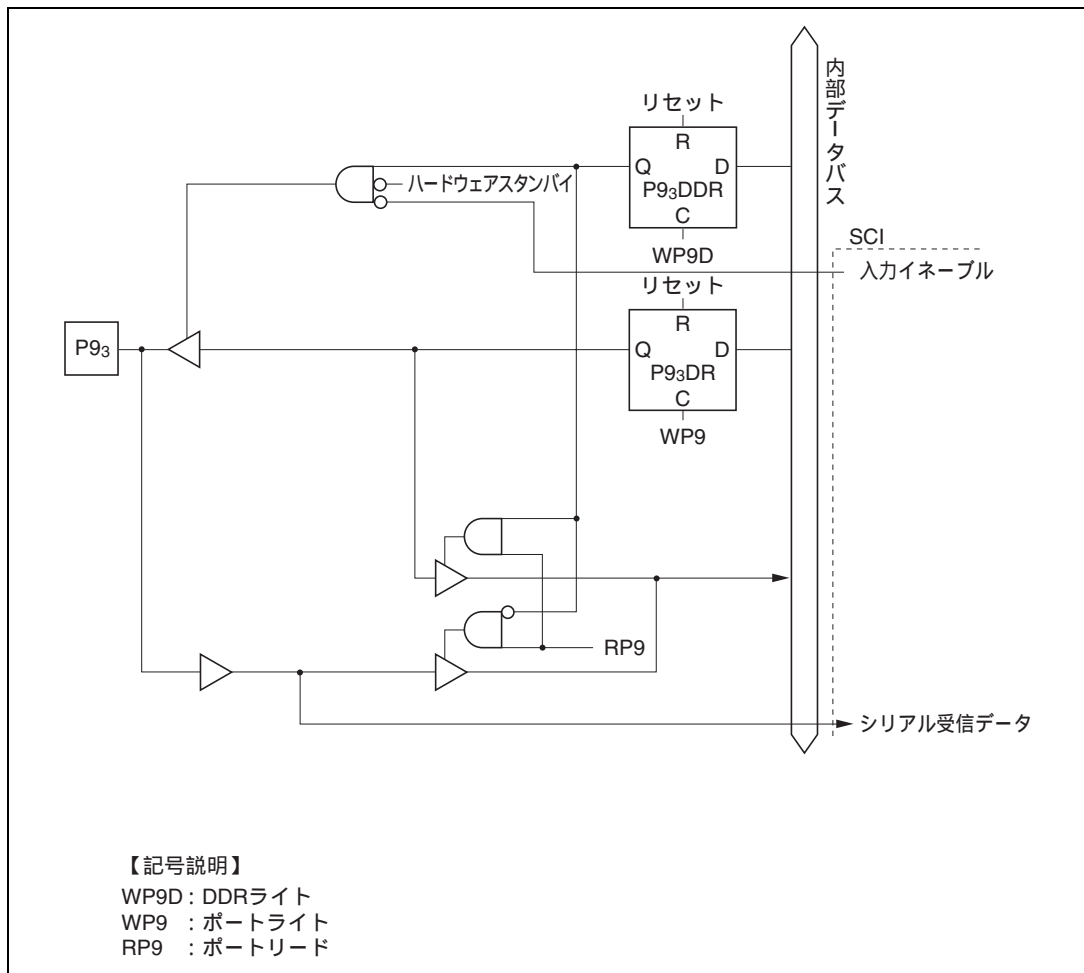 内部データバス
リセット
R
Q D
P9₃DDR
C
WP9D
ハードウェアスタンバイ
SCI
入力イネーブル
リセット
R
Q D
P9₃DR
C
WP9
P9₃
RP9
シリアル受信データ
【記号説明】
WP9D : DDRライト
WP9 : ポートライト
RP9 : ポートリード